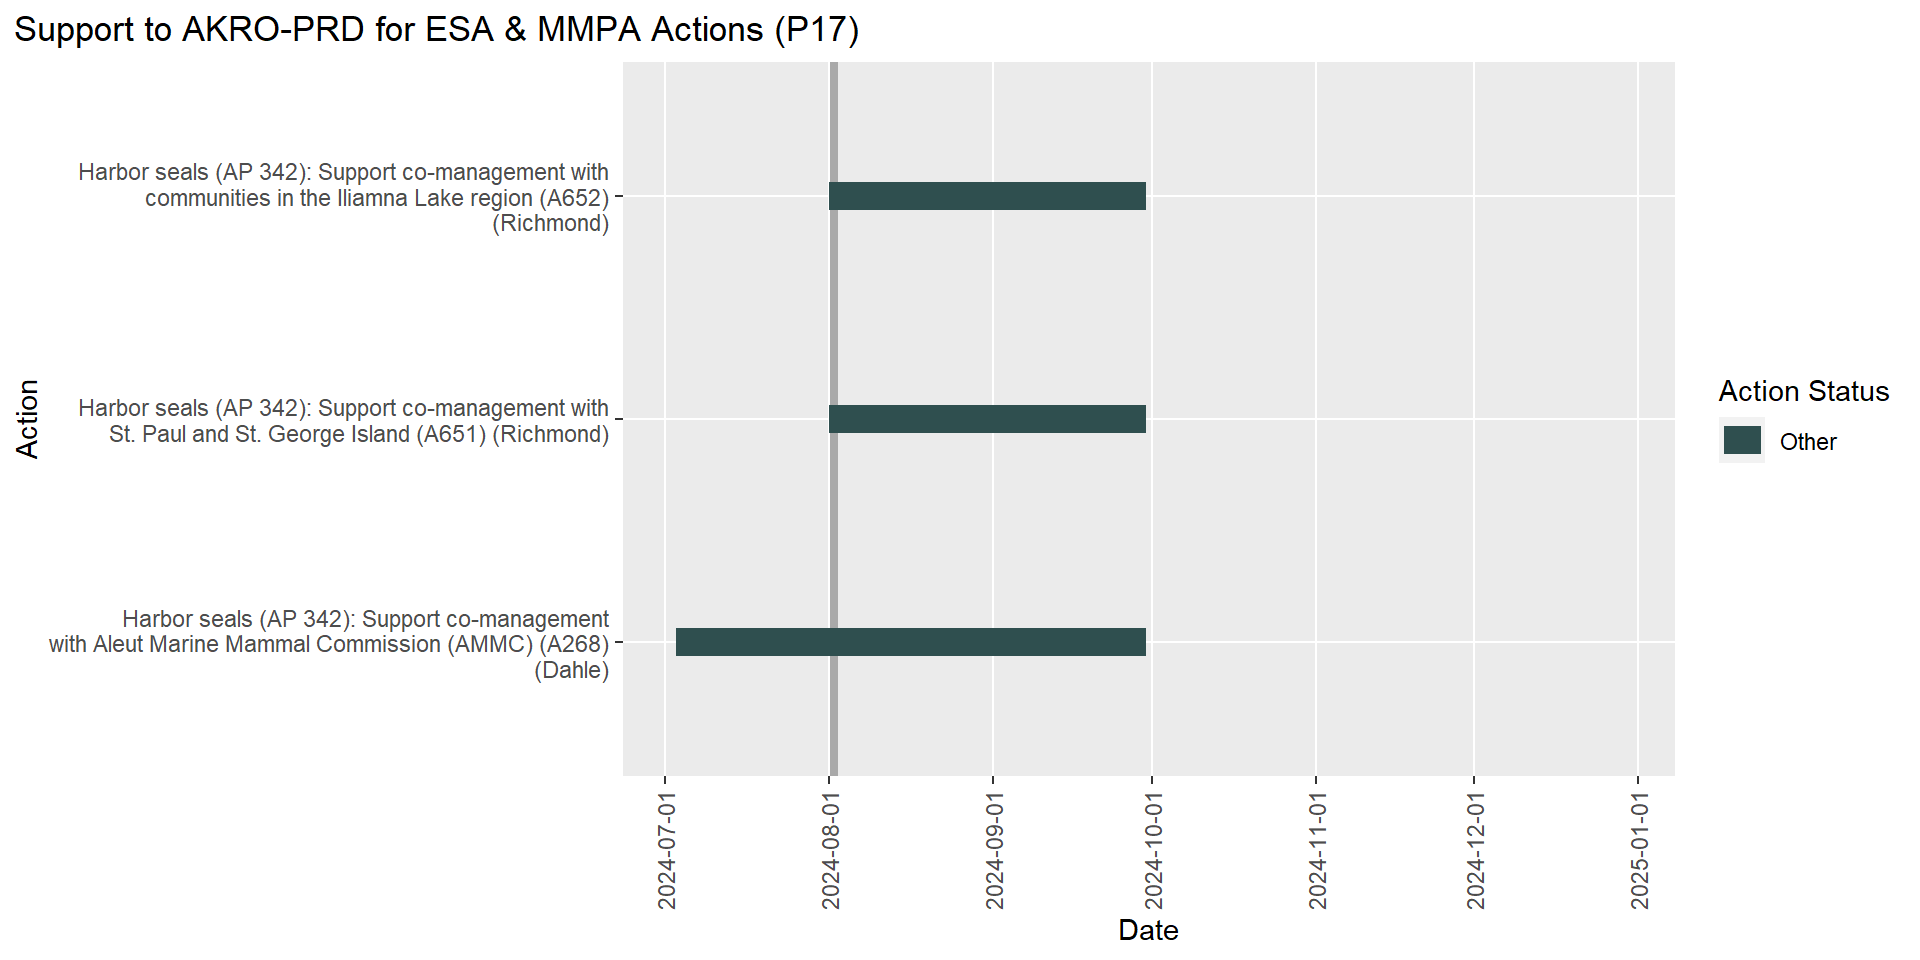 Support to AKRO-PRD for ESA & MMPA Actions (P17)
Action
Harbor seals (AP 342): Support co-management with
communities in the Iliamna Lake region (A652)
(Richmond)
Harbor seals (AP 342): Support co-management with
St. Paul and St. George Island (A651) (Richmond)
Harbor seals (AP 342): Support co-management
with Aleut Marine Mammal Commission (AMMC) (A268)
(Dahle)
2024-07-01
2024-08-01
2024-09-01
2024-10-01
2024-11-01
2024-12-01
2025-01-01
Date
Action Status
Other